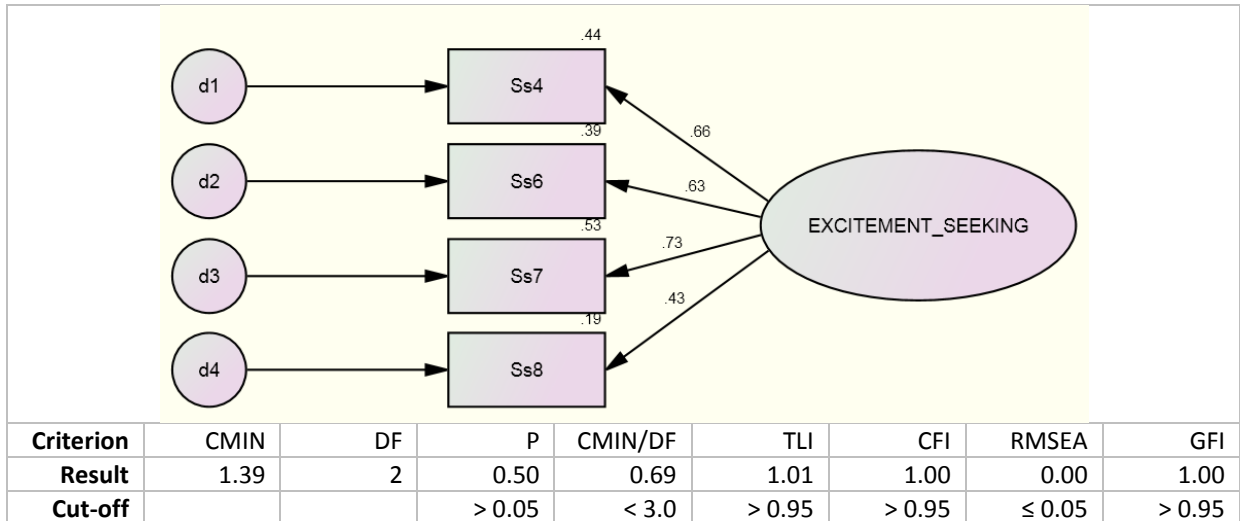 .44
d1
Ss4
.66
.39
d2
Ss6
.63
EXCITEMENT_SEEKING
.53
.73
d3
Ss7
.43
.19
d4
Ss8
Criterion CMIN DF P CMIN/DF TLI CFI RMSEA GFI
Result 1.39 2 0.50 0.69 1.01 1.00 0.00 1.00
Cut-off > 0.05 < 3.0 > 0.95 > 0.95 ≤ 0.05 > 0.95